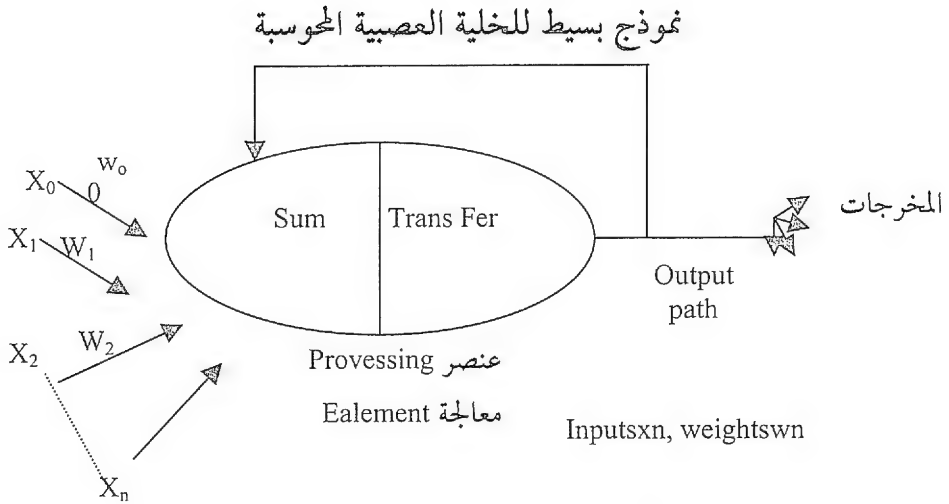 نموذج بسيط للخلية العصبية المحوسبة
X0 wo
0
X1 W1
Sum Trans Fer
المخرجات
Output
path
X2 W2
Provessing عنصر
Ealement معالجة
Inputsxn, weightswn
Xn